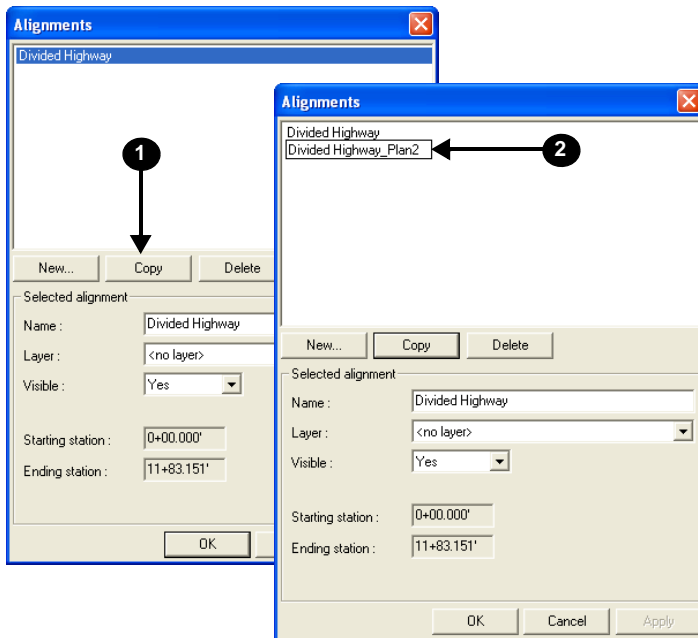 Alignments
Divided Highway
1
New... Copy Delete
Selected alignment
Name : Divided Highway
Layer : <no layer>
Visible : Yes
Starting station : 0+00.000'
Ending station : 11+83.151'
OK
Alignments
Divided Highway
Divided Highway_Plan2
2
New... Copy Delete
Selected alignment
Name : Divided Highway
Layer : <no layer>
Visible : Yes
Starting station : 0+00.000'
Ending station : 11+83.151'
OK Cancel Apply